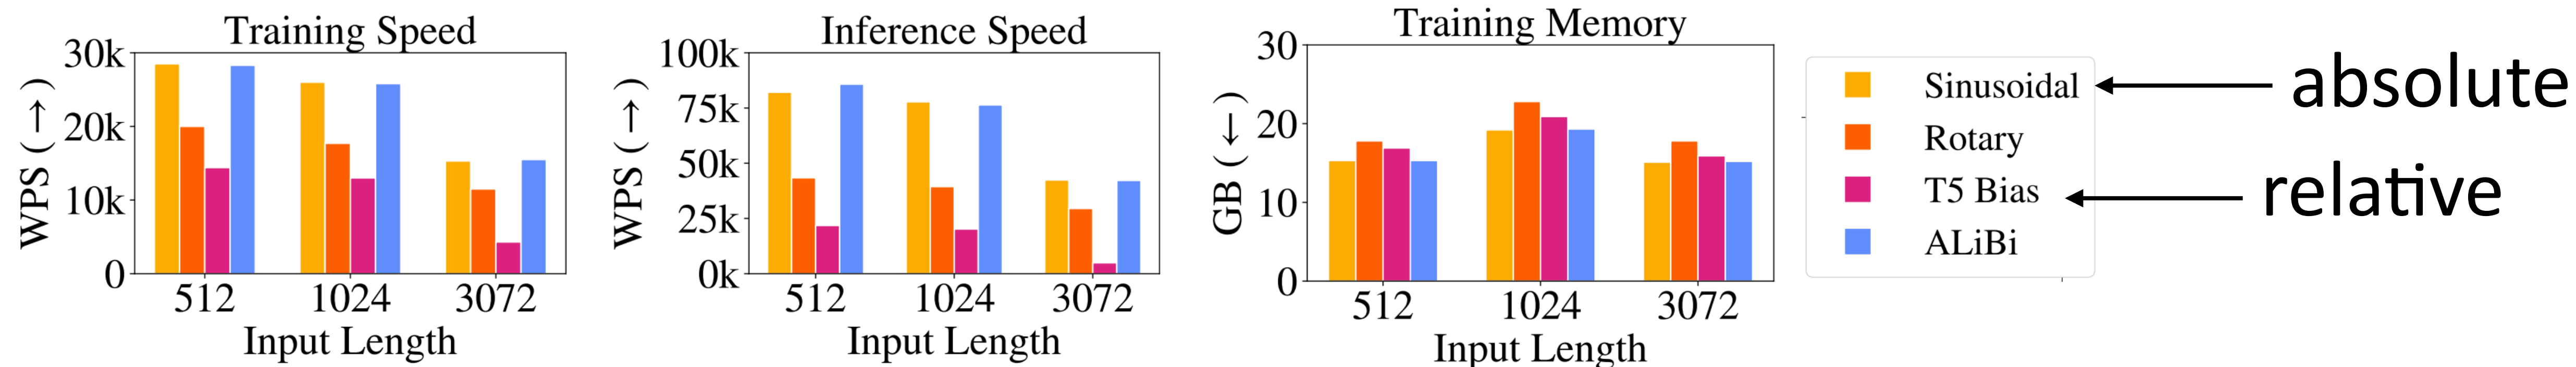 Training Speed
30k
20k
10k
0
WPS (→)
512 1024 3072
Input Length
Inference Speed
100k
75k
50k
25k
0k
WPS (→)
512 1024 3072
Input Length
Training Memory
30
20
10
0
GB (←)
512 1024 3072
Input Length
Sinusoidal
Rotary
T5 Bias
ALiBi
absolute
relative